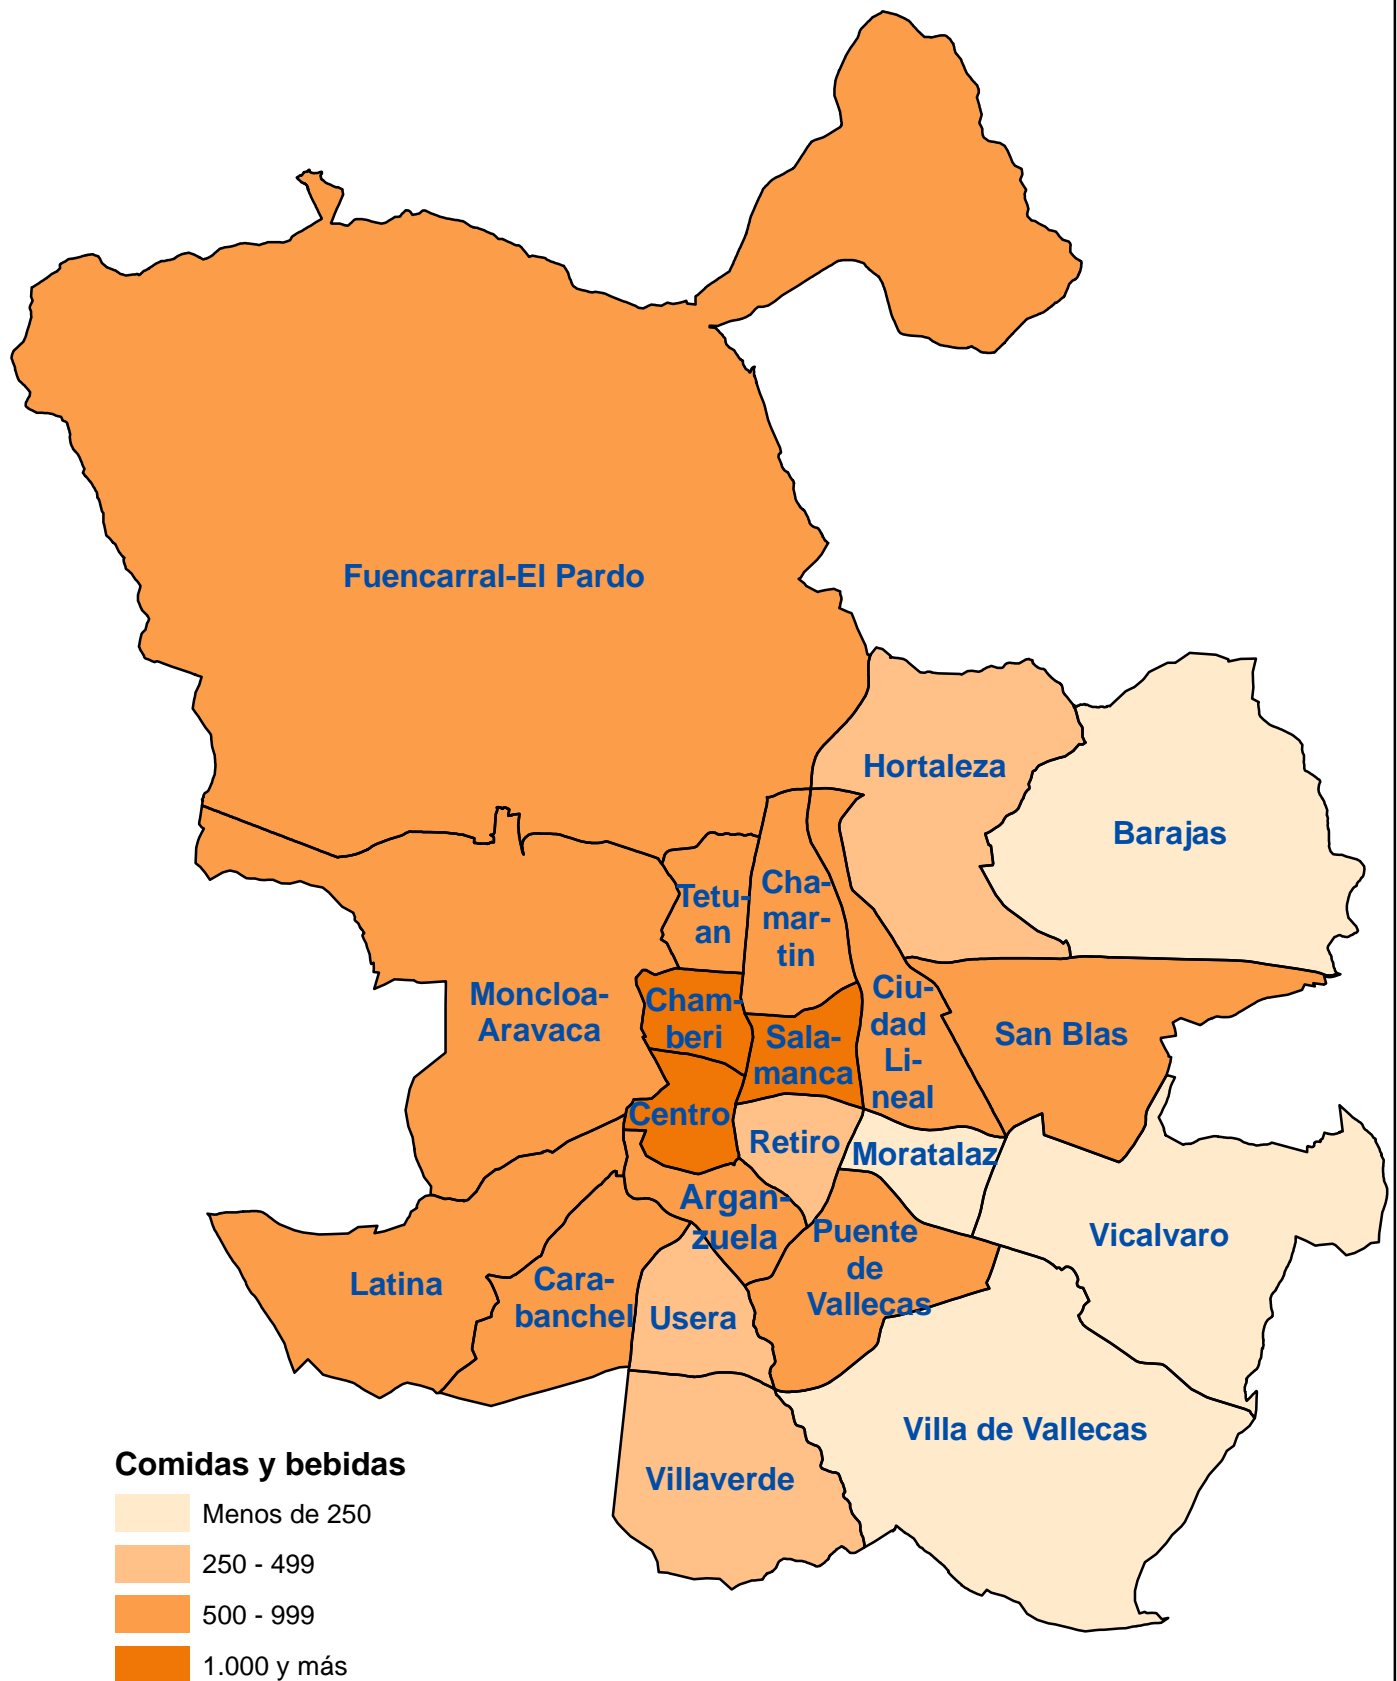 Fuencarral-El Pardo
Hortaleza
Barajas
Tetu-
an
Cha-
mar-
tin
Moncloa-
Aravaca
Cham-
beri
Sala-
manca
Ciu-
dad
Li-
neal
San Blas
Centro
Retiro
Moratalaz
Argan-
zuela
Puente
de
Vallecas
Vicalvaro
Latina
Cara-
banchel
Usera
Villa de Vallecas
Villaverde
Comidas y bebidas
Menos de 250
250 - 499
500 - 999
1.000 y más